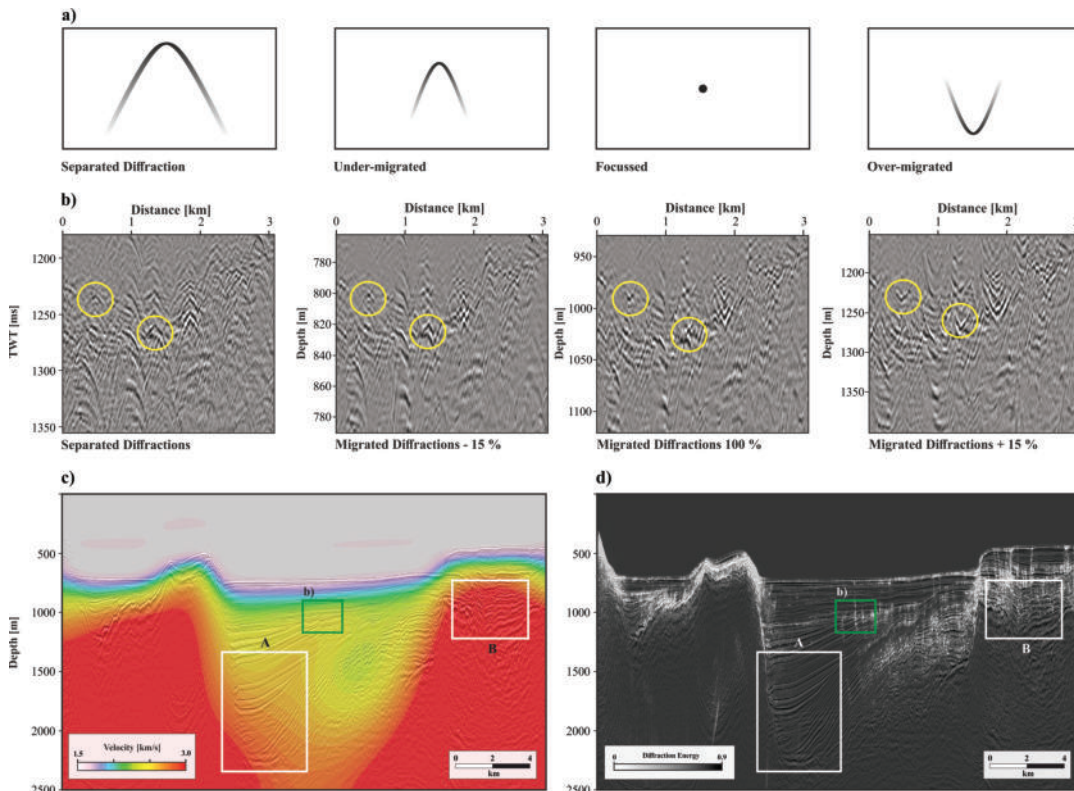 a)
Separated Diffraction
Under-migrated
Focussed
Over-migrated
b)
Distance [km]
0 1 2 3
TWT [ms]
1200
1250
1300
1350
Separated Diffractions
Distance [km]
0 1 2 3
Depth [m]
780
800
820
840
800
780
Migrated Diffractions - 15 %
Distance [km]
0 1 2 3
Depth [m]
950
1000
1050
1100
Migrated Diffractions 100 %
Distance [km]
0 1 2 3
Depth [m]
1200
1250
1300
1350
Migrated Diffractions + 15 %
c)
Depth [m]
500
1000
1500
2000
2500
b)
A
B
Velocity [km/s]
1.5 3.0
0 2 4
km
d)
500
1000
1500
2000
2500
b)
A
B
Diffraction Energy
0 0.9
0 2 4
km